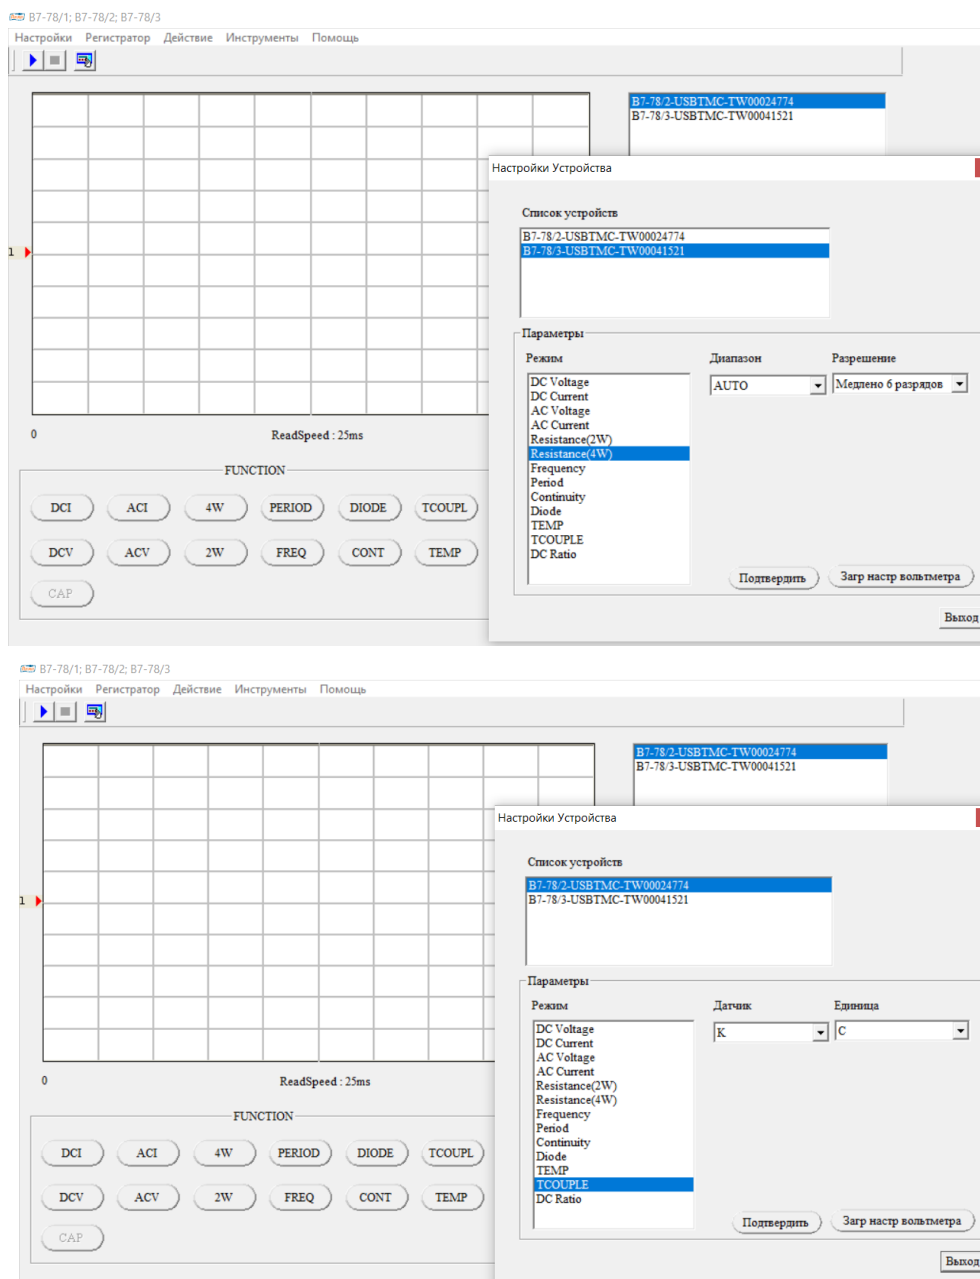 B7-78/1; B7-78/2; B7-78/3
Настройки Регистратор Действие Инструменты Помощь
B7-78/2-USBTMC-TW00024774
B7-78/3-USBTMC-TW00041521
Настройки Устройства
Список устройств
B7-78/2-USBTMC-TW00024774
B7-78/3-USBTMC-TW00041521
1
Параметры
Режим Диапазон Разрешение
AUTO Медлено 6 разрядов
DC Voltage
DC Current
AC Voltage
AC Current
Resistance(2W)
Resistance(4W)
Frequency
Period
Continuity
Diode
TEMP
TCOUPLE
DC Ratio
Подтвердить Загр настр вольтметра
Выход
0 ReadSpeed : 25ms
FUNCTION
DCI ACI 4W PERIOD DIODE TCOUPL
DCV ACV 2W FREQ CONT TEMP
CAP
B7-78/1; B7-78/2; B7-78/3
Настройки Регистратор Действие Инструменты Помощь
B7-78/2-USBTMC-TW00024774
B7-78/3-USBTMC-TW00041521
Настройки Устройства
Список устройств
B7-78/2-USBTMC-TW00024774
B7-78/3-USBTMC-TW00041521
1
Параметры
Режим Датчик Единица
K C
DC Voltage
DC Current
AC Voltage
AC Current
Resistance(2W)
Resistance(4W)
Frequency
Period
Continuity
Diode
TEMP
TCOUPLE
DC Ratio
Подтвердить Загр настр вольтметра
Выход
0 ReadSpeed : 25ms
FUNCTION
DCI ACI 4W PERIOD DIODE TCOUPL
DCV ACV 2W FREQ CONT TEMP
CAP